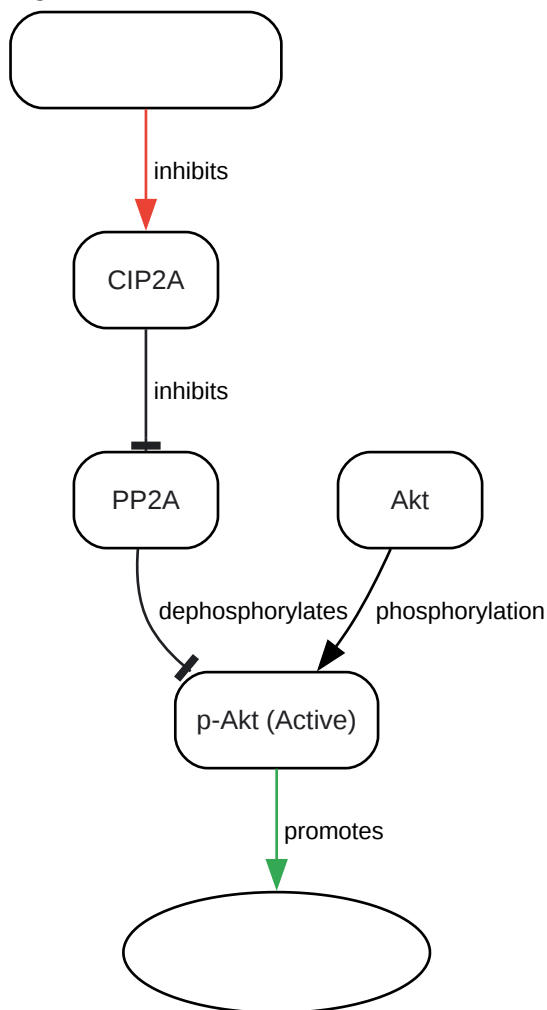 inhibits
CIP2A
inhibits
PP2A
Akt
dephosphorylates
phosphorylation
p-Akt (Active)
promotes